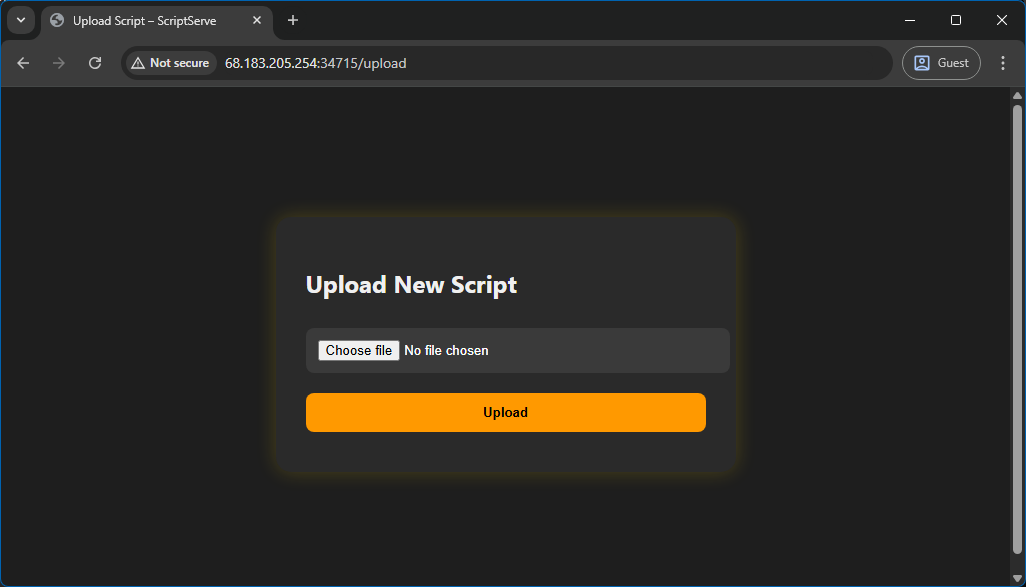 Upload Script – ScriptServe
Not secure
68.183.205.254:34715/upload
Guest
Upload New Script
Choose file No file chosen
Upload